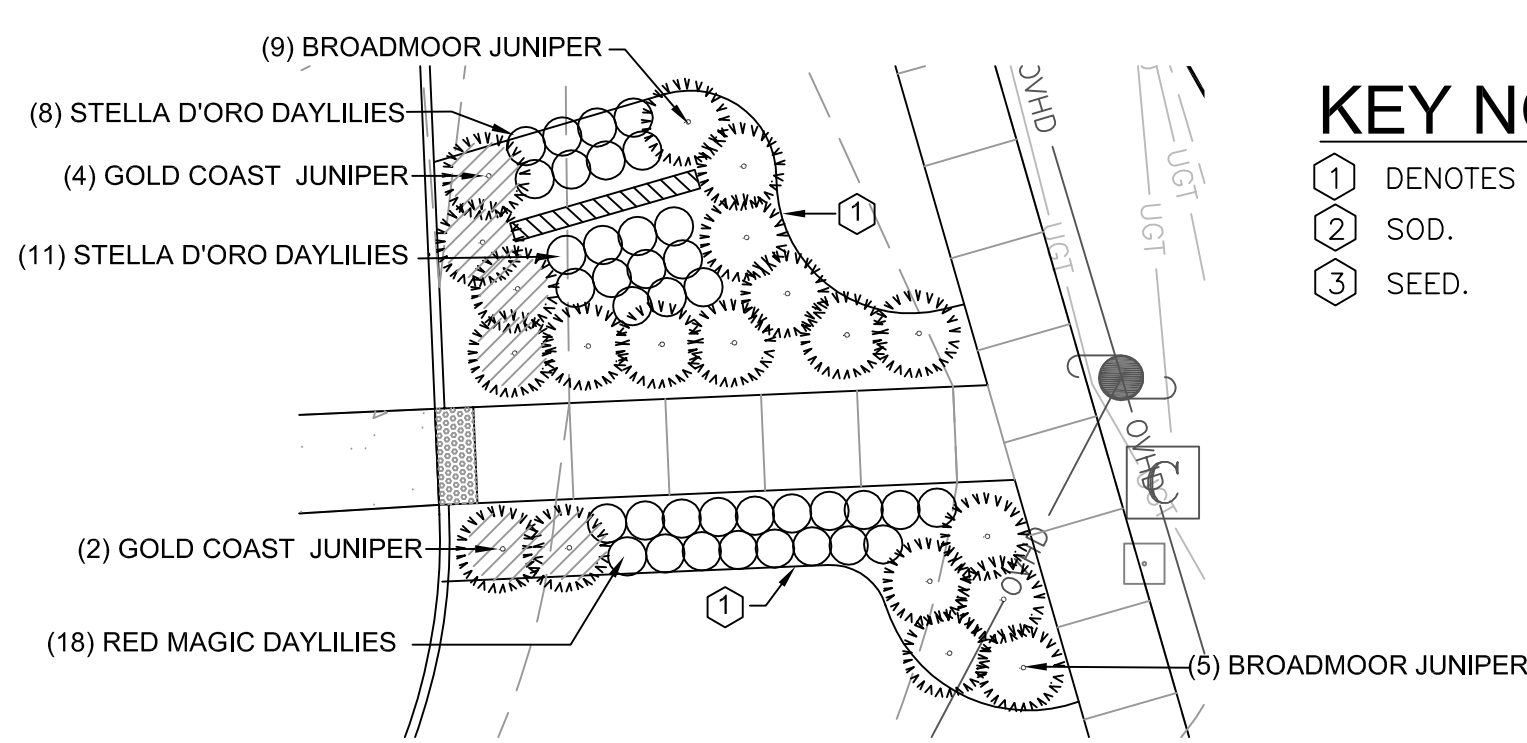 (9) BROADMOOR JUNIPER
(8) STELLA D'ORO DAYLILIES
(4) GOLD COAST JUNIPER
(11) STELLA D'ORO DAYLILIES
1
OVHD
UGT
UGT
UGT
KEY
1 DENOTES
2 SOD.
3 SEED.
C
(2) GOLD COAST JUNIPER
1
(18) RED MAGIC DAYLILIES
(5) BROADMOOR JUNIPER